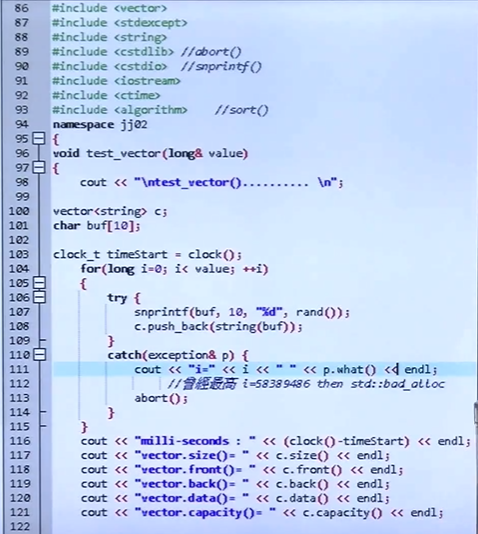 86 #include <vector>
87 #include <stdexcept>
88 #include <string>
89 #include <cstdlib> //abort()
90 #include <cstdio>  //snprintf()
91 #include <iostream>
92 #include <ctime>
93 #include <algorithm>    //sort()
94 namespace jj02
95 {
96 void test_vector(long& value)
97 {
98     cout << "\ntest_vector().......... \n";
99
100 vector<string> c;
101 char buf[10];
102
103 clock_t timeStart = clock();
104     for(long i=0; i< value; ++i)
105     {
106         try {
107             snprintf(buf, 10, "%d", rand());
108             c.push_back(string(buf));
109         }
110         catch(exception& p) {
111             cout << "i=" << i << " " << p.what() << endl;
112                 //曾經最高 i=58389486 then std::bad_alloc
113             abort();
114         }
115     }
116     cout << "milli-seconds : " << (clock()-timeStart) << endl;
117     cout << "vector.size()= " << c.size() << endl;
118     cout << "vector.front()= " << c.front() << endl;
119     cout << "vector.back()= " << c.back() << endl;
120     cout << "vector.data()= " << c.data() << endl;
121     cout << "vector.capacity()= " << c.capacity() << endl;
122